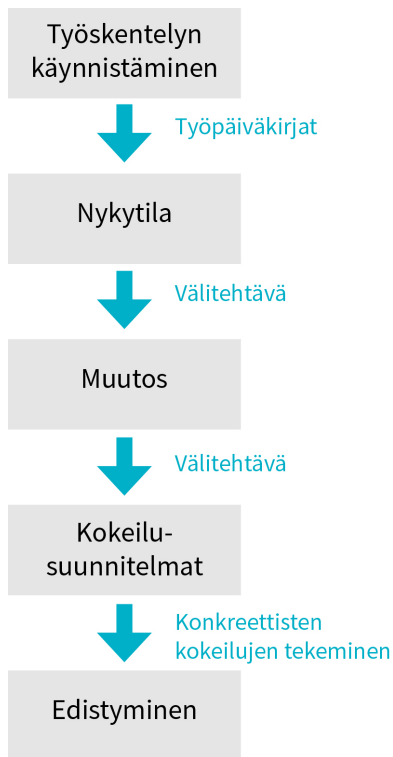 Työskentelyn
käynnistäminen
Työpäiväkirjat
Nykytila
Välitehtävä
Muutos
Välitehtävä
Kokeilu-
suunnitelmat
Konkreettisten
kokeilujen tekeminen
Edistyminen